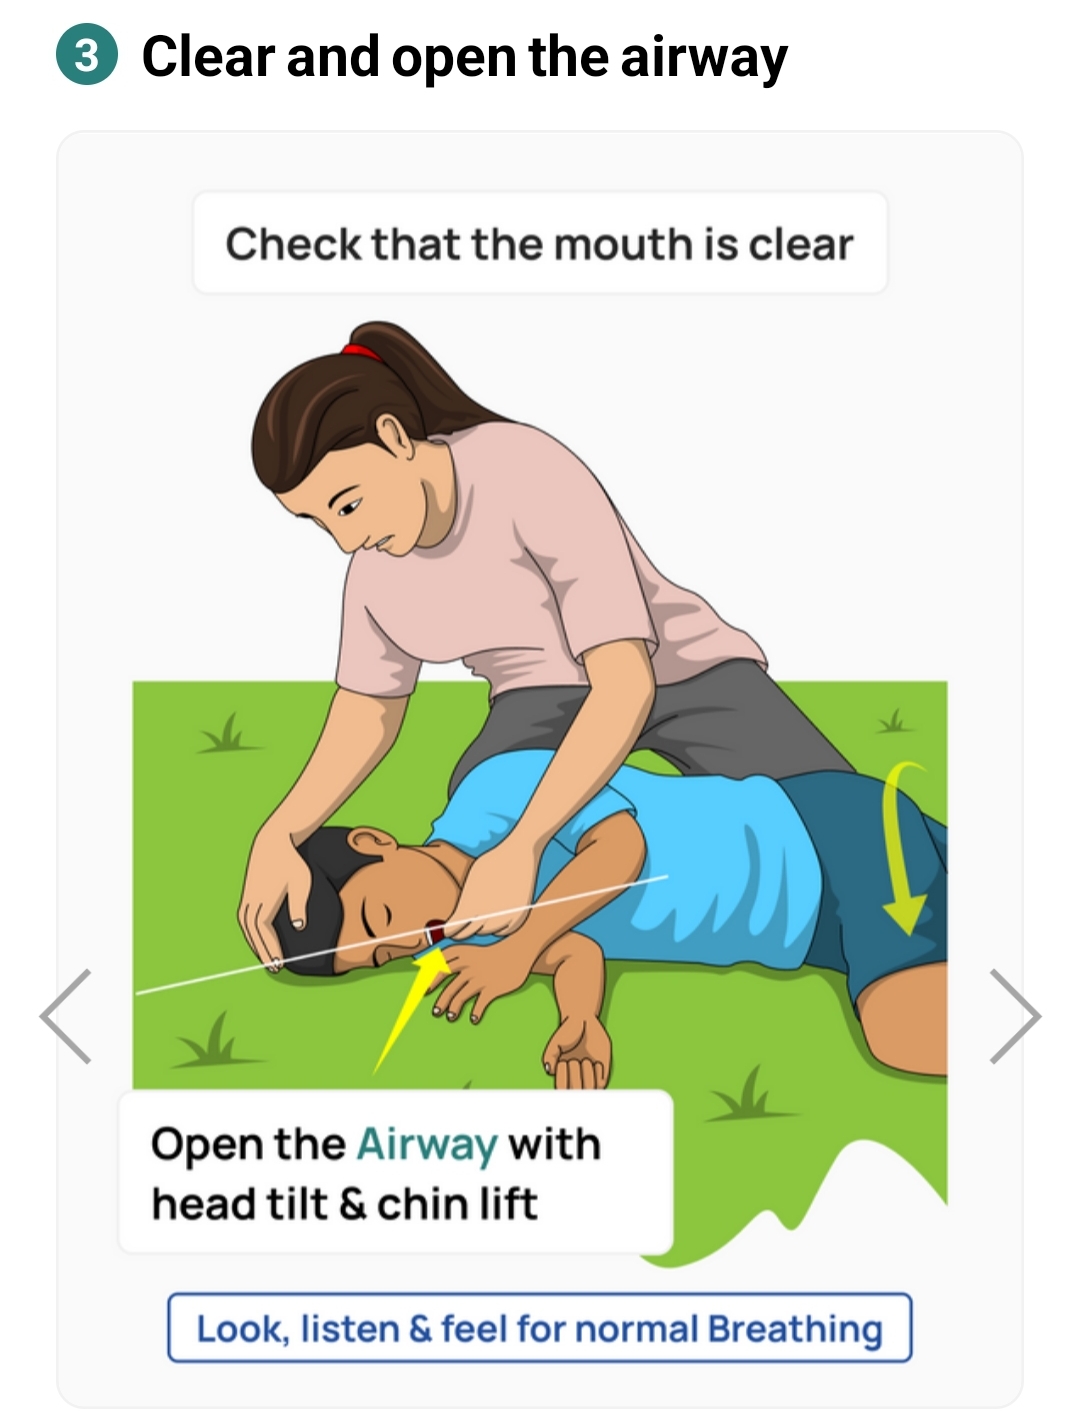 3 Clear and open the airway
Check that the mouth is clear
Open the Airway with
head tilt & chin lift
Look, listen & feel for normal Breathing